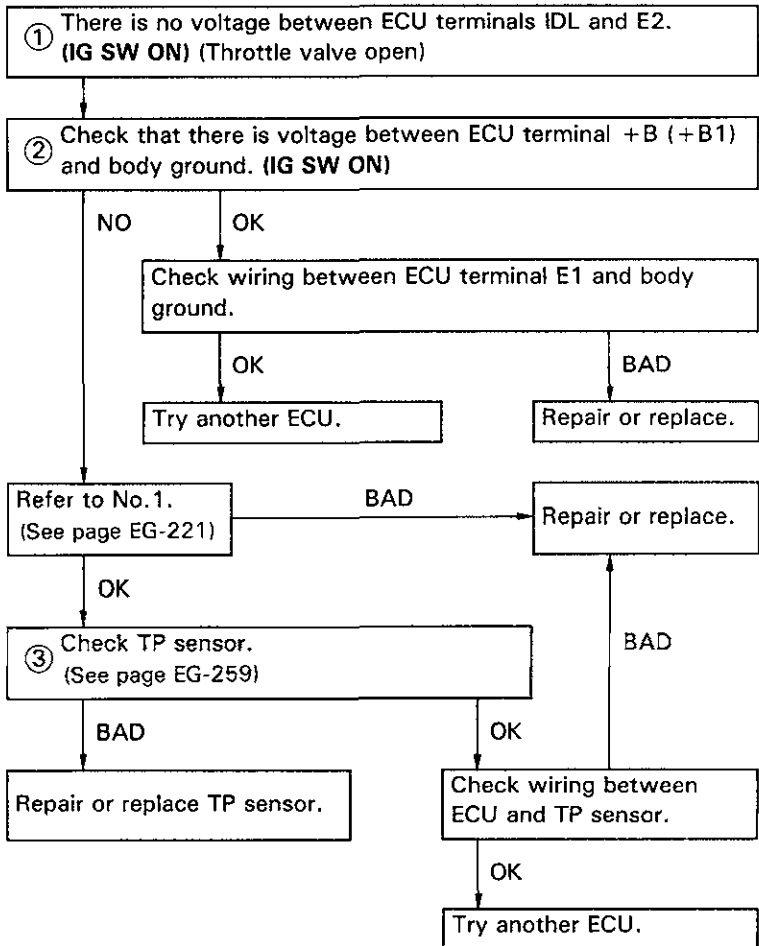 ① There is no voltage between ECU terminals IDL and E2.
(IG SW ON) (Throttle valve open)
② Check that there is voltage between ECU terminal +B (+B1)
and body ground. (IG SW ON)
NO
OK
Check wiring between ECU terminal E1 and body
ground.
OK
BAD
Try another ECU.
Repair or replace.
Refer to No.1.
(See page EG-221)
BAD
Repair or replace.
OK
③ Check TP sensor.
(See page EG-259)
BAD
BAD
OK
Repair or replace TP sensor.
Check wiring between
ECU and TP sensor.
OK
Try another ECU.